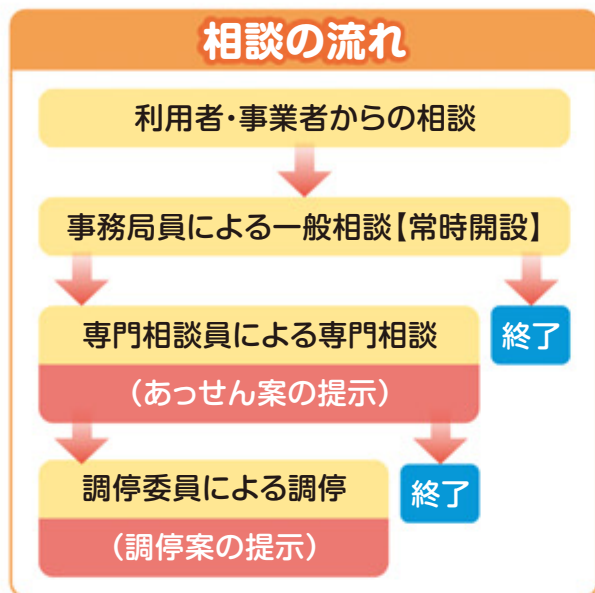 相談の流れ
利用者・事業者からの相談
事務局員による一般相談【常時開設】
専門相談員による専門相談
終了
（あっせん案の提示）
調停委員による調停
終了
（調停案の提示）